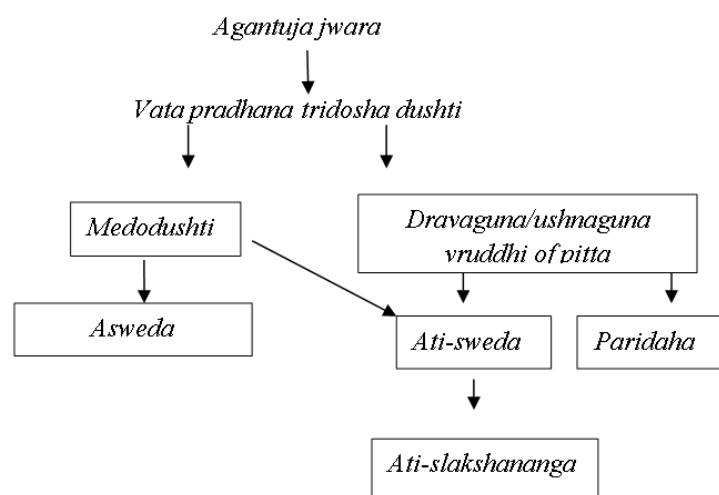 Agantuja jwara
Vata pradhana tridosha dushti
Medodushti
Dravaguna/ushnaguna
vruddhi of pitta
Asweda
Ati-sweda
Paridaha
Ati-slakshananga